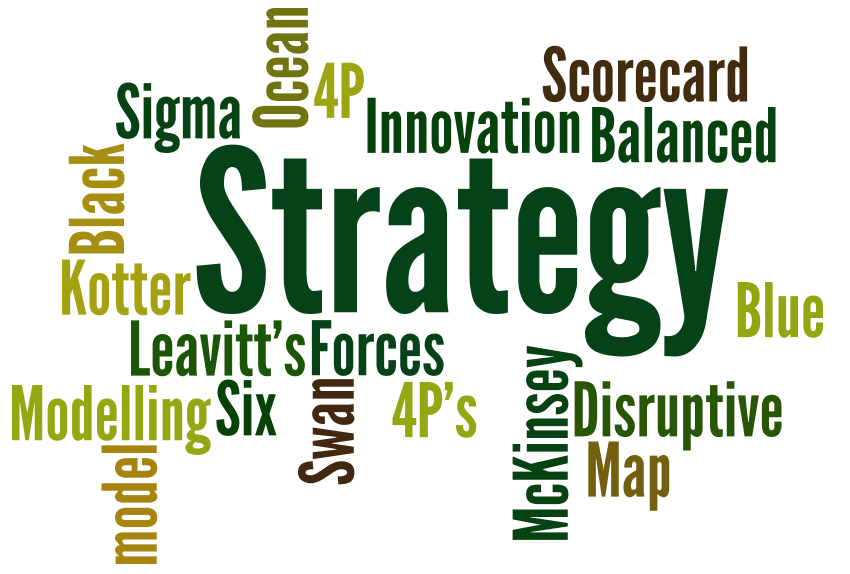 Ocean
4P
Scorecard
Sigma
Innovation
Balanced
Black
Strategy
Kotter
Blue
Leavitt’s
Forces
Modelling
Six
Swan
4P’s
McKinsey
Disruptive
model
Map